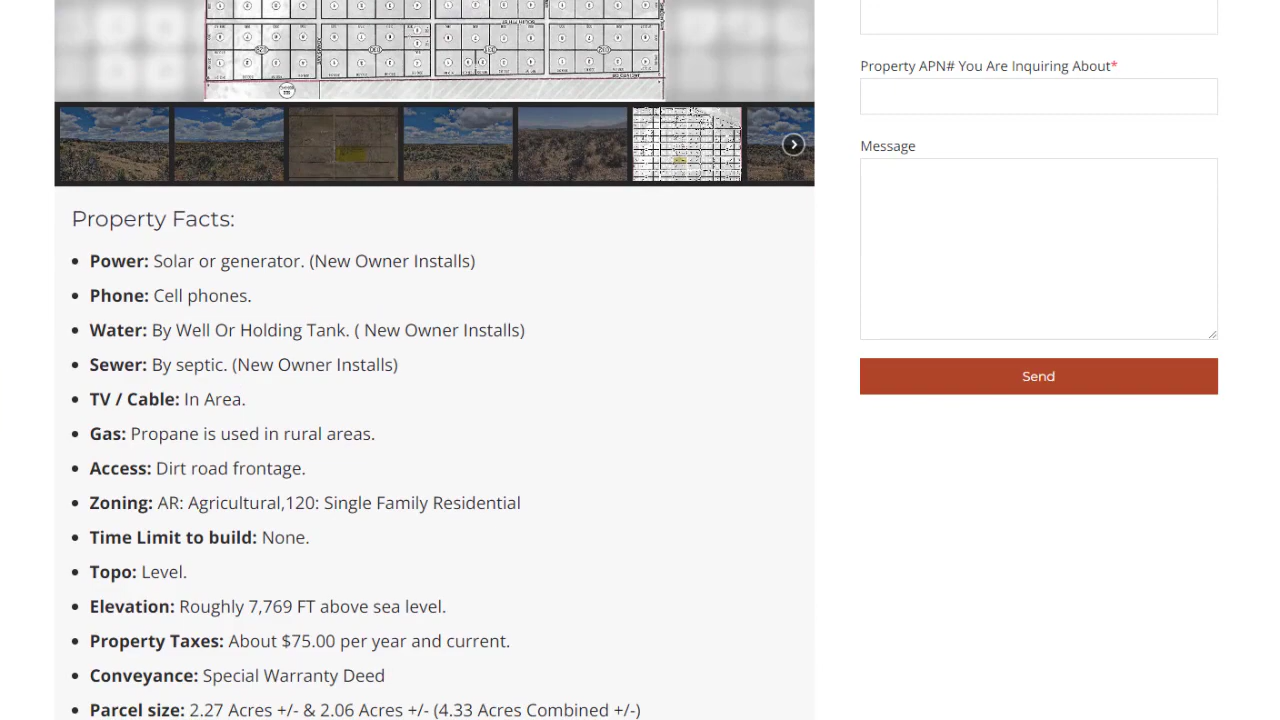 Property APN# You Are Inquiring About*
Message
Send
Property Facts:
Power: Solar or generator. (New Owner Installs)
Phone: Cell phones.
Water: By Well Or Holding Tank. ( New Owner Installs)
Sewer: By septic. (New Owner Installs)
TV / Cable: In Area.
Gas: Propane is used in rural areas.
Access: Dirt road frontage.
Zoning: AR: Agricultural,120: Single Family Residential
Time Limit to build: None.
Topo: Level.
Elevation: Roughly 7,769 FT above sea level.
Property Taxes: About $75.00 per year and current.
Conveyance: Special Warranty Deed
Parcel size: 2.27 Acres +/- & 2.06 Acres +/- (4.33 Acres Combined +/-)